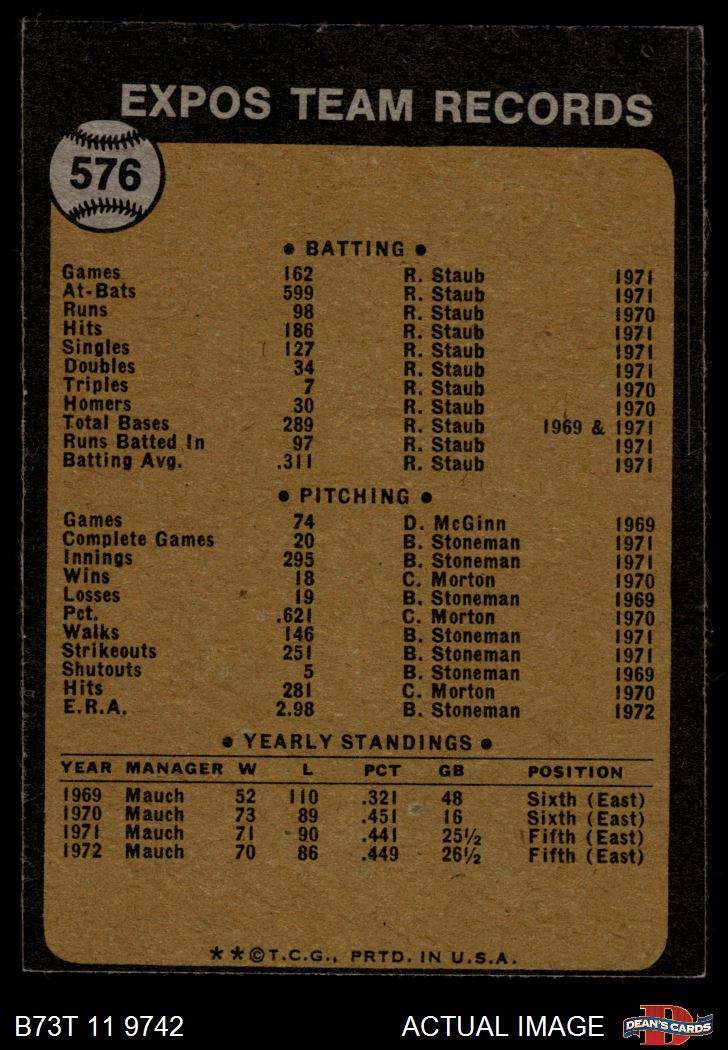 EXPOS TEAM RECORDS
576
• BATTING •
Games 162 R. Staub 1971
At-Bats 599 R. Staub 1971
Runs 98 R. Staub 1970
Hits 186 R. Staub 1971
Singles 127 R. Staub 1971
Doubles 34 R. Staub 1971
Triples 7 R. Staub 1970
Homers 30 R. Staub 1970
Total Bases 289 R. Staub 1969 & 1971
Runs Batted In 97 R. Staub 1971
Batting Avg. .311 R. Staub 1971
• PITCHING •
Games 74 D. McGinn 1969
Complete Games 20 B. Stoneman 1971
Innings 295 B. Stoneman 1971
Wins 18 C. Morton 1970
Losses 19 B. Stoneman 1969
Pct. .621 C. Morton 1970
Walks 146 B. Stoneman 1971
Strikeouts 251 B. Stoneman 1971
Shutouts 5 B. Stoneman 1969
Hits 281 C. Morton 1970
E.R.A. 2.98 B. Stoneman 1972
• YEARLY STANDINGS •
YEAR MANAGER W L PCT GB POSITION
1969 Mauch 52 110 .321 48 Sixth (East)
1970 Mauch 73 89 .451 16 Sixth (East)
1971 Mauch 71 90 .441 25½ Fifth (East)
1972 Mauch 70 86 .449 26½ Fifth (East)
**©T.C.G., PRTD. IN U.S.A.
B73T 11 9742 ACTUAL IMAGE DEAN'S CARDS